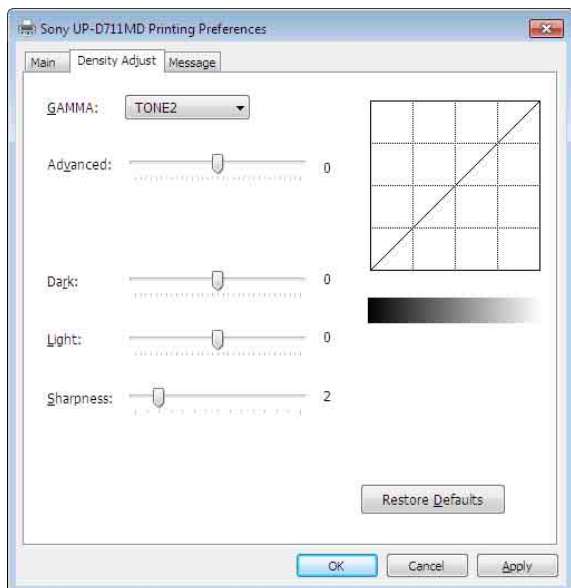 Sony UP-D711MD Printing Preferences
Main Density Adjust Message
GAMMA: TONE2
Advanced: 0
Dark: 0
Light: 0
Sharpness: 2
Restore Defaults
OK Cancel Apply